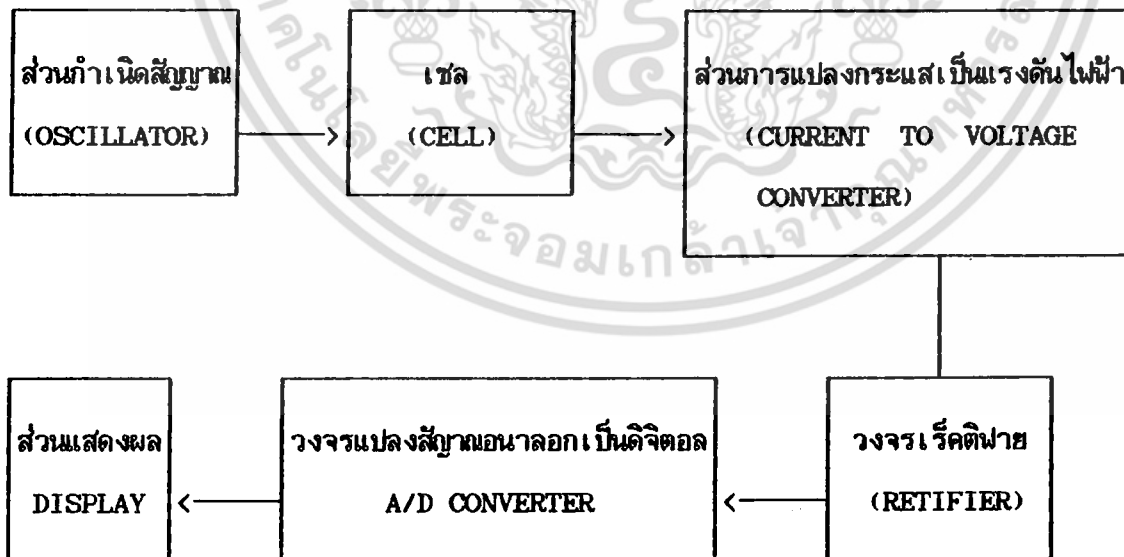 ส่วนกำเนิดสัญญาณ
(OSCILLATOR)
เซล
(CELL)
ส่วนการแปลงกระแสเป็นแรงดันไฟฟ้า
(CURRENT TO VOLTAGE
CONVERTER)
วงจรเร็คติฟาย
(RETIFIER)
วงจรแปลงสัญาณอนาลอกเป็นดิจิตอล
A/D CONVERTER
ส่วนแสดงผล
DISPLAY